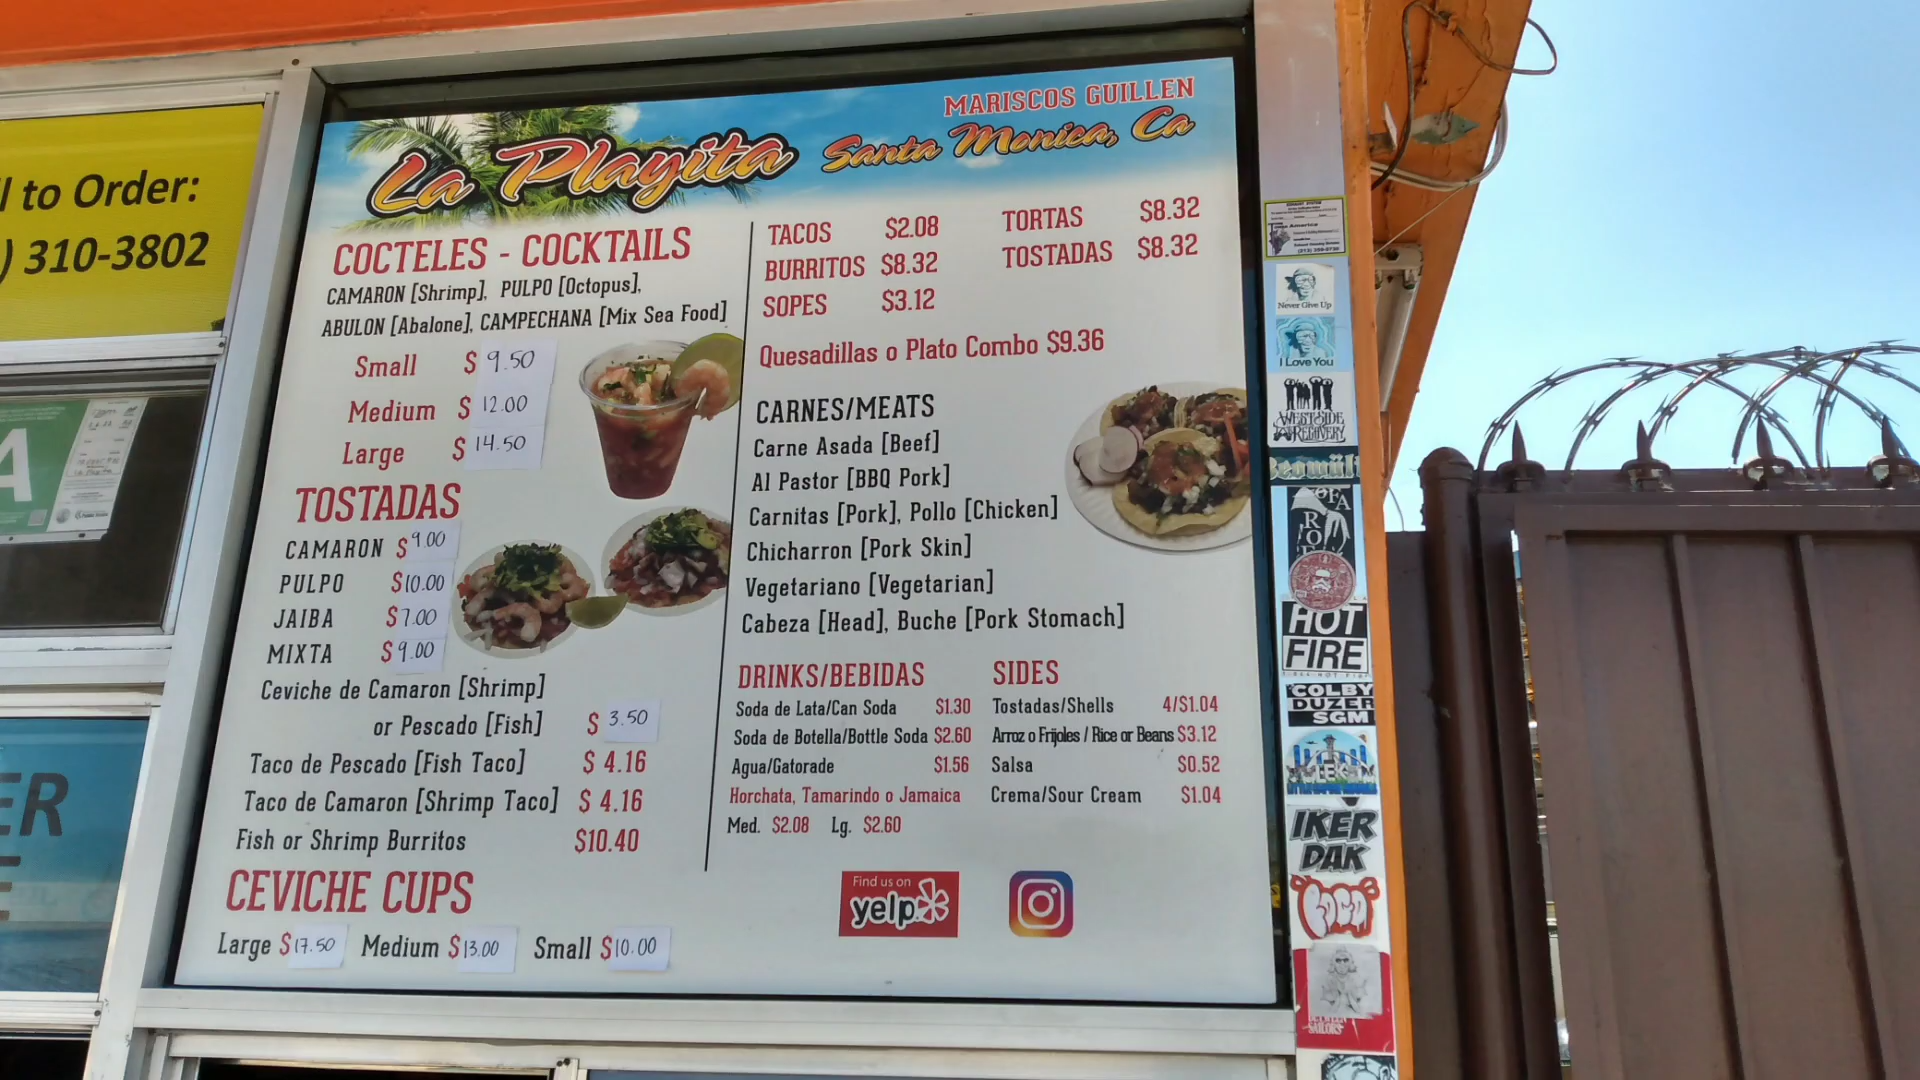 l to Order:
) 310-3802
A
ER
MARISCOS GUILLEN
La Playita Santa Monica, Ca
COCTELES - COCKTAILS
CAMARON [Shrimp], PULPO [Octopus],
ABULON [Abalone], CAMPECHANA [Mix Sea Food]
Small $ 9.50
Medium $ 12.00
Large $ 14.50
TOSTADAS
CAMARON $ 9.00
PULPO $10.00
JAIBA $ 7.00
MIXTA $ 9.00
Ceviche de Camaron [Shrimp]
or Pescado [Fish] $ 3.50
Taco de Pescado [Fish Taco] $ 4.16
Taco de Camaron [Shrimp Taco] $ 4.16
Fish or Shrimp Burritos $10.40
CEVICHE CUPS
Large $ 17.50 Medium $ 13.00 Small $ 10.00
TACOS $2.08 TORTAS $8.32
BURRITOS $8.32 TOSTADAS $8.32
SOPES $3.12
Quesadillas o Plato Combo $9.36
CARNES/MEATS
Carne Asada [Beef]
Al Pastor [BBQ Pork]
Carnitas [Pork], Pollo [Chicken]
Chicharron [Pork Skin]
Vegetariano [Vegetarian]
Cabeza [Head], Buche [Pork Stomach]
DRINKS/BEBIDAS
Soda de Lata/Can Soda $1.30
Soda de Botella/Bottle Soda $2.60
Agua/Gatorade $1.56
Horchata, Tamarindo o Jamaica
Med. $2.08 Lg. $2.60
SIDES
Tostadas/Shells 4/$1.04
Arroz o Frijoles / Rice or Beans $3.12
Salsa $0.52
Crema/Sour Cream $1.04
Find us on
yelp
America
Never Give Up
I Love You
WESTSIDE
RECOVERY
HOT
FIRE
COLBY
DUZER
SGM
IKER
DAK
LOCO
SAILORS